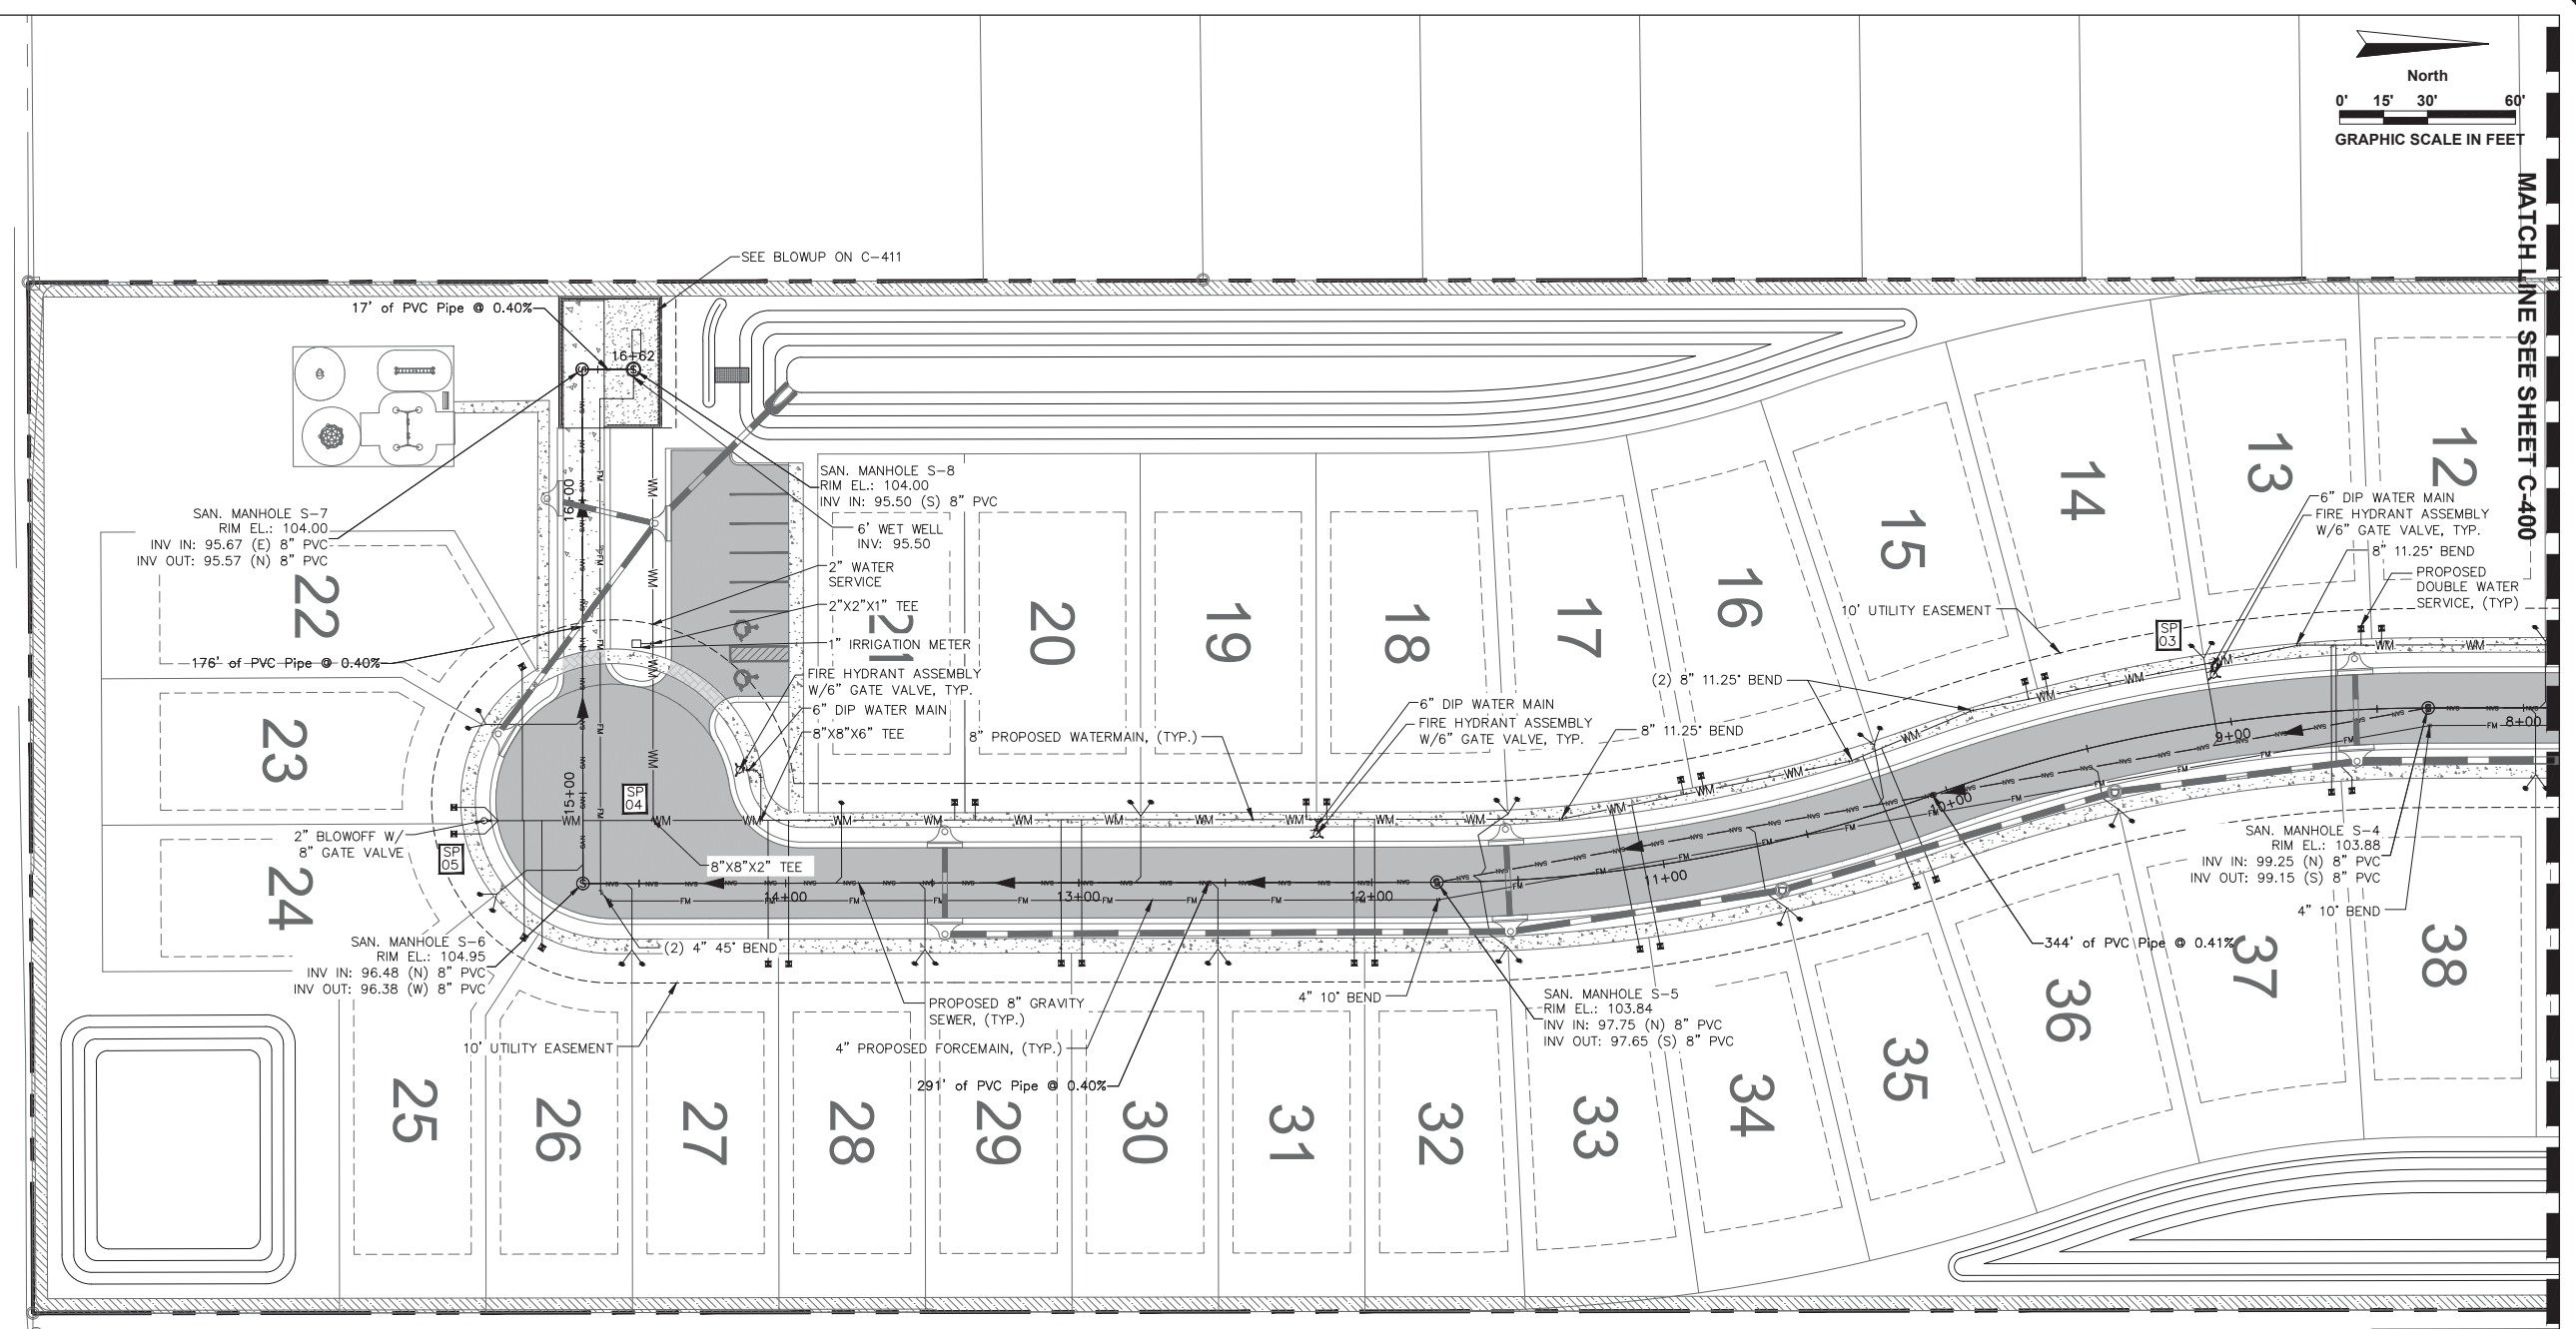 North
0' 15' 30' 60'
GRAPHIC SCALE IN FEET
MATCH LINE SEE SHEET C-400
SEE BLOWUP ON C-411
17' of PVC Pipe @ 0.40%
16+62
SAN. MANHOLE S-8
RIM EL.: 104.00
INV IN: 95.50 (S) 8" PVC
6' WET WELL
INV: 95.50
SAN. MANHOLE S-7
RIM EL.: 104.00
INV IN: 95.67 (E) 8" PVC
INV OUT: 95.57 (N) 8" PVC
16+00
2" WATER
SERVICE
2"X2"X1" TEE
1" IRRIGATION METER
176' of PVC Pipe @ 0.40%
FIRE HYDRANT ASSEMBLY
W/6" GATE VALVE, TYP.
6" DIP WATER MAIN
8"X8"X6" TEE
8" PROPOSED WATERMAIN, (TYP.)
6" DIP WATER MAIN
FIRE HYDRANT ASSEMBLY
W/6" GATE VALVE, TYP.
8" 11.25° BEND
(2) 8" 11.25° BEND
10' UTILITY EASEMENT
SP
03
6" DIP WATER MAIN
FIRE HYDRANT ASSEMBLY
W/6" GATE VALVE, TYP.
8" 11.25° BEND
PROPOSED
DOUBLE WATER
SERVICE, (TYP)
12
13
14
15
16
17
18
19
20
21
22
23
24
25
26
27
28
29
30
31
32
33
34
35
36
37
38
8+00
9+00
10+00
11+00
12+00
13+00
14+00
15+00
SP
04
SP
05
2" BLOWOFF W/
8" GATE VALVE
8"X8"X2" TEE
(2) 4" 45° BEND
SAN. MANHOLE S-6
RIM EL.: 104.95
INV IN: 96.48 (N) 8" PVC
INV OUT: 96.38 (W) 8" PVC
10' UTILITY EASEMENT
PROPOSED 8" GRAVITY
SEWER, (TYP.)
4" PROPOSED FORCEMAIN, (TYP.)
291' of PVC Pipe @ 0.40%
4" 10° BEND
SAN. MANHOLE S-5
RIM EL.: 103.84
INV IN: 97.75 (N) 8" PVC
INV OUT: 97.65 (S) 8" PVC
344' of PVC Pipe @ 0.41%
SAN. MANHOLE S-4
RIM EL.: 103.88
INV IN: 99.25 (N) 8" PVC
INV OUT: 99.15 (S) 8" PVC
4" 10° BEND
WM
FM
SAN